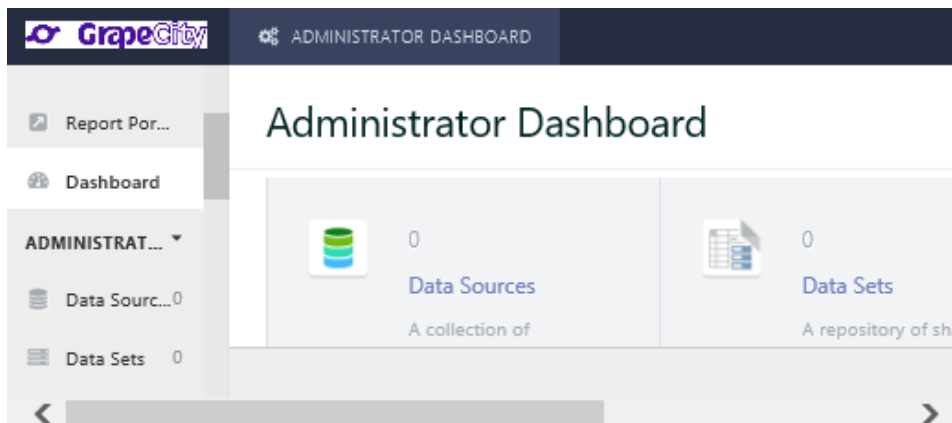 GrapeCity
ADMINISTRATOR DASHBOARD
Report Por...
Dashboard
ADMINISTRAT...
Data Sourc... 0
Data Sets 0
Administrator Dashboard
0
Data Sources
A collection of
0
Data Sets
A repository of sh